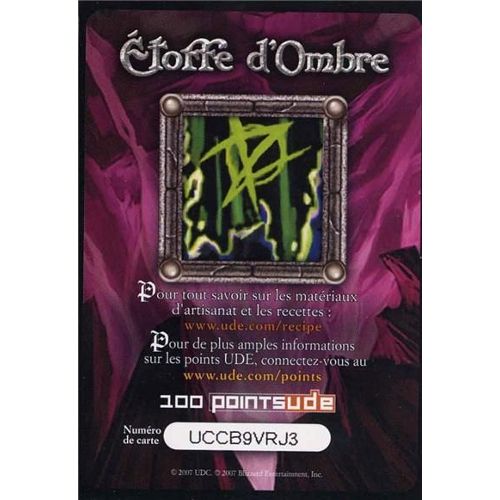 Étoffe d'Ombre
Pour tout savoir sur les matériaux
d'artisanat et les recettes :
www.ude.com/recipe
Pour de plus amples informations
sur les points UDE, connectez-vous au
www.ude.com/points
100 POINTSude
Numéro
de carte
UCCB9VRJ3
© 2007 UDC. © 2007 Blizzard Entertainment, Inc.